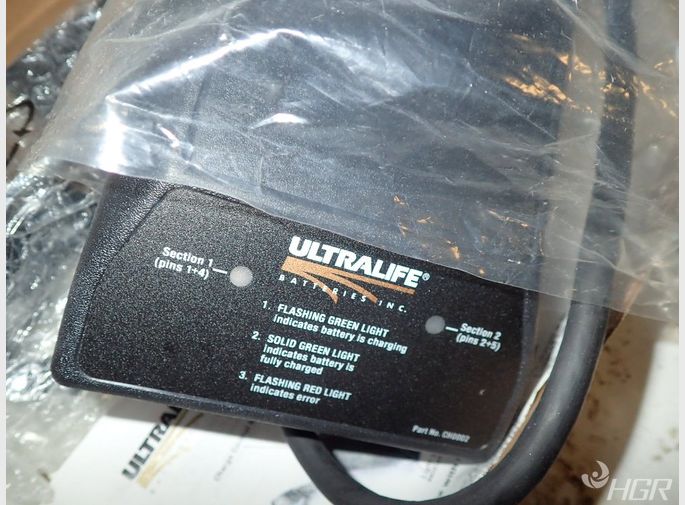 Section 1
(pins 1+4)
ULTRALIFE®
BATTERIES INC.
1. FLASHING GREEN LIGHT
indicates battery is charging
2. SOLID GREEN LIGHT
indicates battery is
fully charged
3. FLASHING RED LIGHT
indicates error
Section 2
(pins 2+5)
Part No. CH0002
ULTRALIFE
HGR